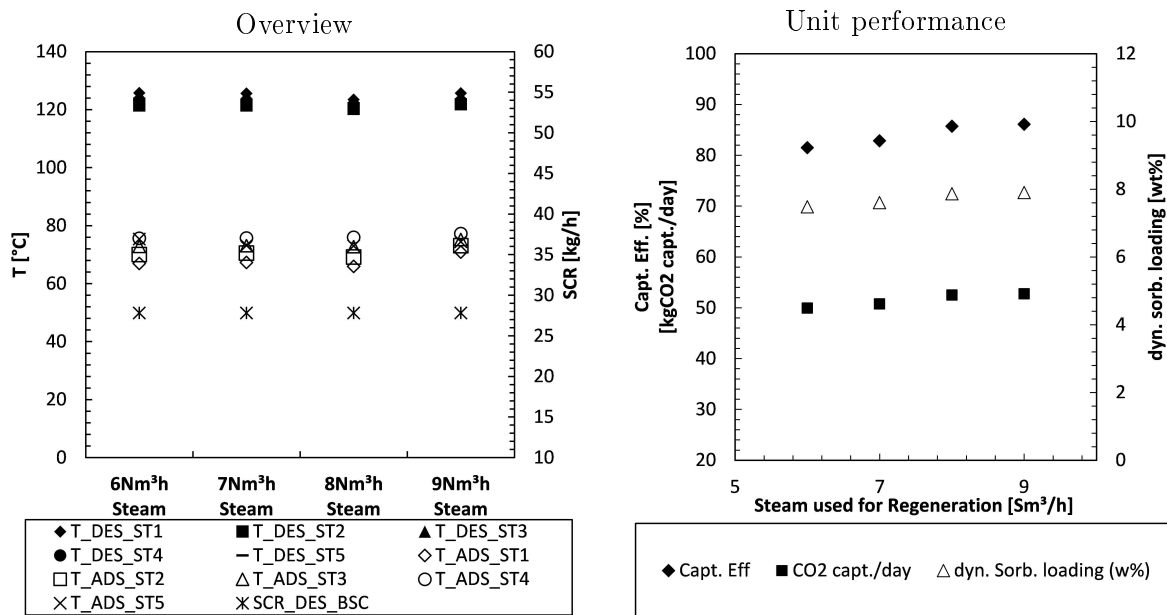 Overview
140
120
100
80
60
40
20
0
T [°C]
60
55
50
45
40
35
30
25
20
15
10
SCR [kg/h]
6Nm³h Steam
7Nm³h Steam
8Nm³h Steam
9Nm³h Steam
T_DES_ST1 T_DES_ST2 T_DES_ST3
T_DES_ST4 T_DES_ST5 T_ADS_ST1
T_ADS_ST2 T_ADS_ST3 T_ADS_ST4
T_ADS_ST5 SCR_DES_BSC
Unit performance
100
90
80
70
60
50
40
30
20
Capt. Eff. [%]
[kgCO2 capt./day]
12
10
8
6
4
2
0
dyn. sorb. loading [wt%]
5 7 9
Steam used for Regeneration [Sm³/h]
Capt. Eff CO2 capt./day dyn. Sorb. loading (w%)